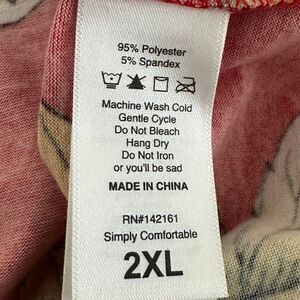 95% Polyester
5% Spandex
Machine Wash Cold
Gentle Cycle
Do Not Bleach
Hang Dry
Do Not Iron
or you'll be sad
MADE IN CHINA
RN#142161
Simply Comfortable
2XL